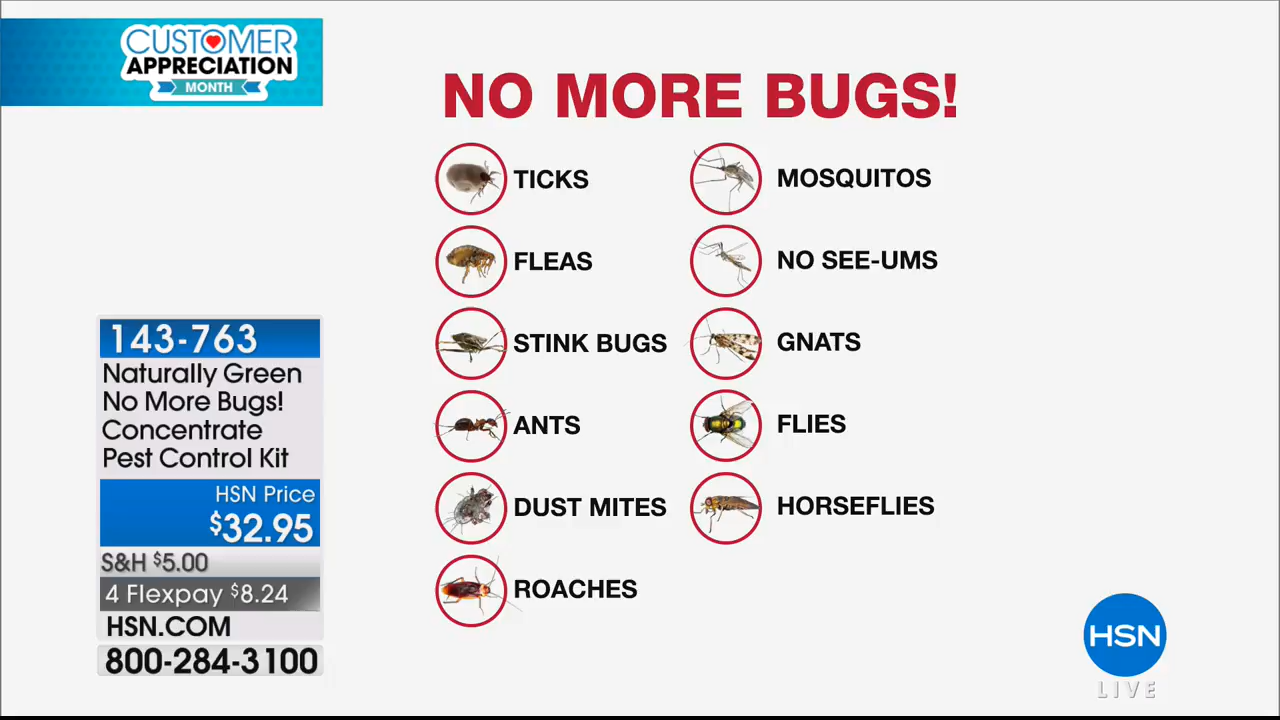 CUSTOMER
APPRECIATION
MONTH
NO MORE BUGS!
TICKS
MOSQUITOS
FLEAS
NO SEE-UMS
STINK BUGS
GNATS
ANTS
FLIES
DUST MITES
HORSEFLIES
ROACHES
143-763
Naturally Green
No More Bugs!
Concentrate
Pest Control Kit
HSN Price
$32.95
S&H $5.00
4 Flexpay $8.24
HSN.COM
800-284-3100
HSN
LIVE